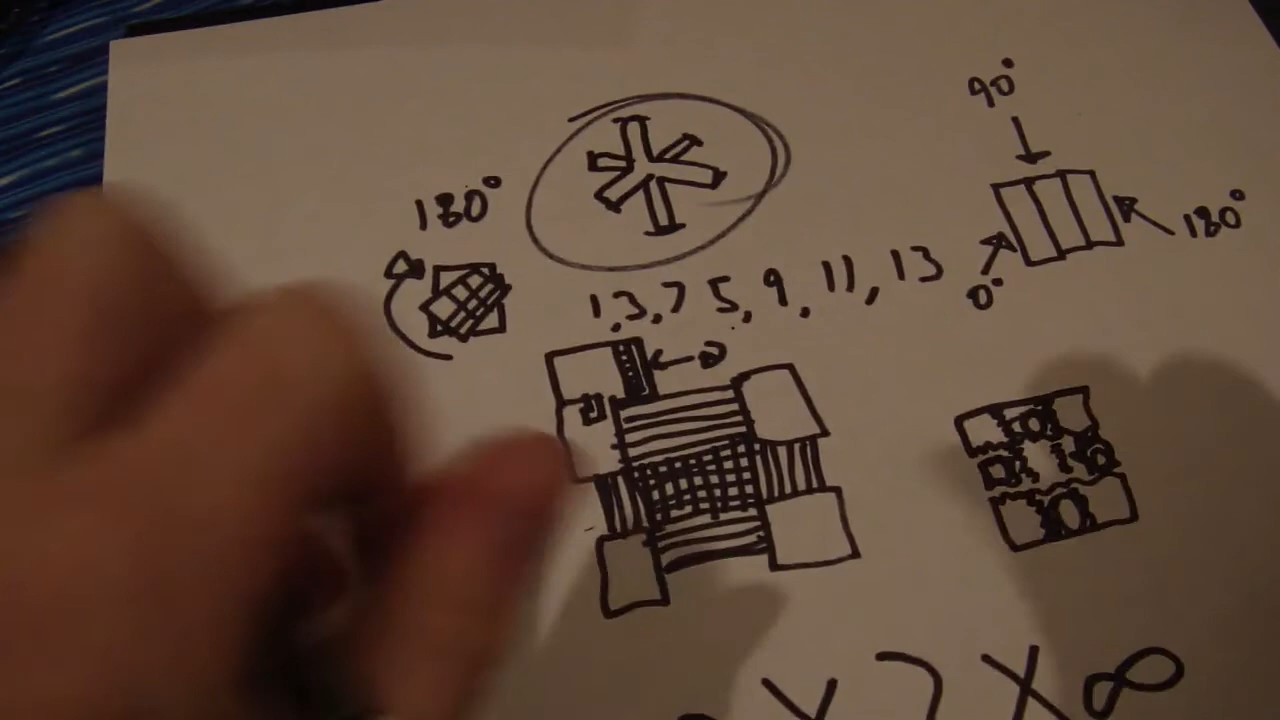 90°
180°
180°
1,3,7 5, 9, 11, 13
0°
x ∞